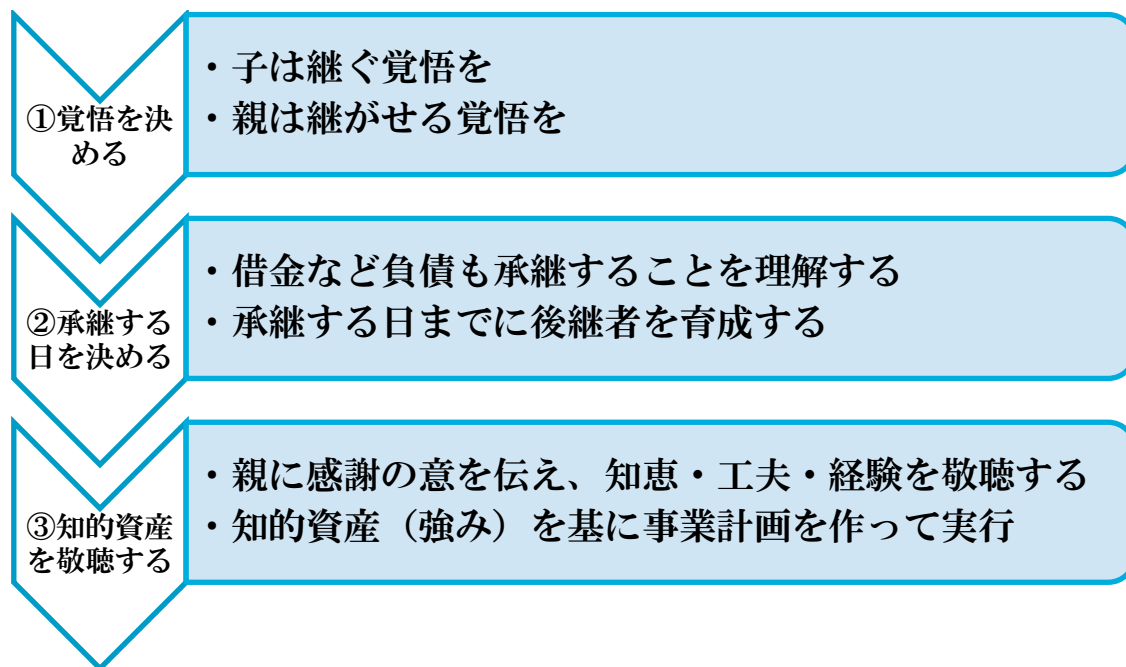 ①覚悟を決
める
・子は継ぐ覚悟を
・親は継がせる覚悟を
②承継する
日を決める
・借金など負債も承継することを理解する
・承継する日までに後継者を育成する
③知的資産
を敬聴する
・親に感謝の意を伝え、知恵・工夫・経験を敬聴する
・知的資産（強み）を基に事業計画を作って実行